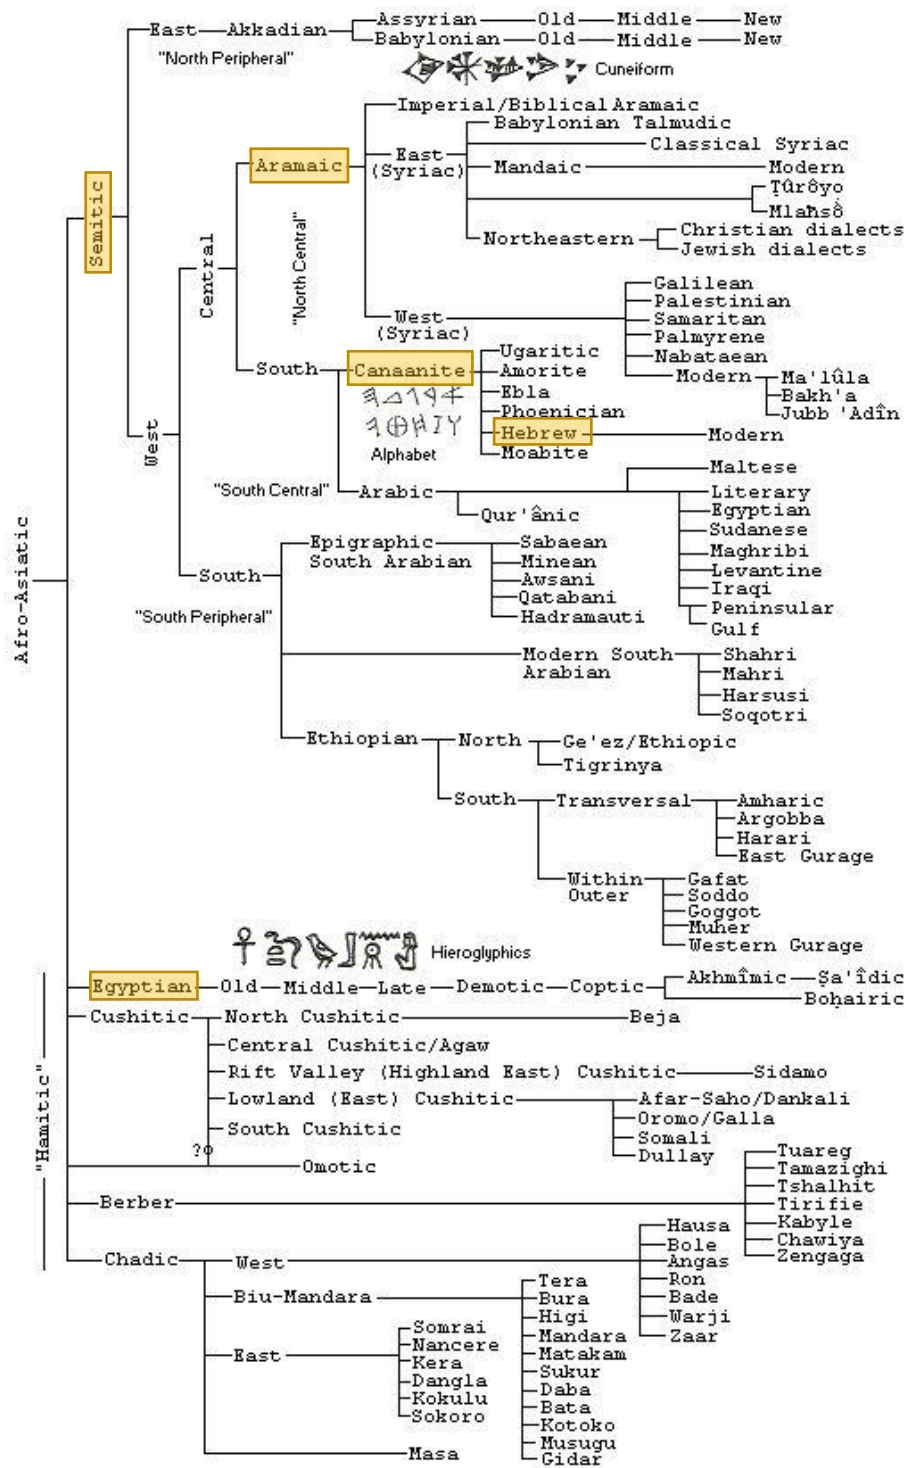 East Akkadian Assyrian Old Middle New
Babylonian Old Middle New
"North Peripheral"
Cuneiform
Imperial/Biblical Aramaic
Babylonian Talmudic
Classical Syriac
Aramaic East Mandaic Modern
(Syriac)
Ṭûrôyo
Mlaḥsô
Semitic
Northeastern Christian dialects
Jewish dialects
Central
"North Central"
Galilean
Palestinian
West Samaritan
(Syriac)
Palmyrene
Nabataean
Modern Ma'lûla
Bakh'a
Jubb 'Adîn
South Canaanite Ugaritic
Amorite
Ebla
Phoenician
Hebrew Modern
Moabite
Alphabet
West
Maltese
"South Central" Arabic Literary
Qur'ânic
Egyptian
Sudanese
Maghribi
Levantine
Iraqi
Peninsular
Gulf
Afro-Asiatic
South Epigraphic Sabaean
South Arabian Minean
Awsani
Qatabani
Hadramauti
"South Peripheral"
Modern South Shahri
Arabian Mahri
Harsusi
Soqotri
Ethiopian North Ge'ez/Ethiopic
Tigrinya
South Transversal Amharic
Argobba
Harari
East Gurage
Within Gafat
Outer Soddo
Goggot
Muher
Western Gurage
Hieroglyphics
Egyptian Old Middle Late Demotic Coptic Akhmîmic Ṣa'îdic
Boḥairic
"Hamitic"
Cushitic North Cushitic Beja
Central Cushitic/Agaw
Rift Valley (Highland East) Cushitic Sidamo
Lowland (East) Cushitic Afar-Saho/Dankali
Oromo/Galla
South Cushitic Somali
Dullay
?
Omotic
Berber Tuareg
Tamazighi
Tshalhit
Tirifie
Kabyle
Chawiya
Zengaga
Chadic West Hausa
Bole
Angas
Ron
Bade
Warji
Zaar
Biu-Mandara Tera
Bura
Higi
Mandara
Matakam
Sukur
Daba
Bata
Kotoko
Musugu
Gidar
East Somrai
Nancere
Kera
Dangla
Kokulu
Sokoro
Masa